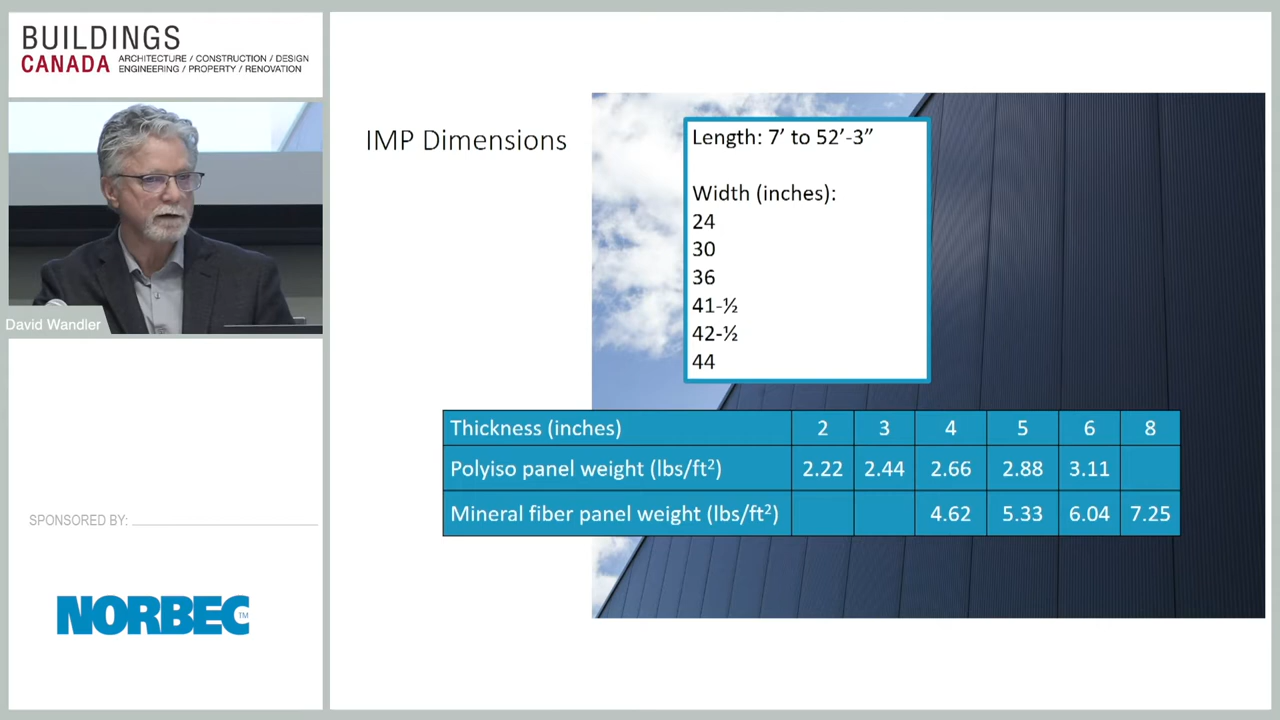 BUILDINGS
CANADA
ARCHITECTURE / CONSTRUCTION / DESIGN
ENGINEERING / PROPERTY / RENOVATION
David Wandler
SPONSORED BY:
NORBEC™
IMP Dimensions
Length: 7’ to 52’-3”
Width (inches):
24
30
36
41-½
42-½
44
Thickness (inches) 2 3 4 5 6 8
Polyiso panel weight (lbs/ft²) 2.22 2.44 2.66 2.88 3.11
Mineral fiber panel weight (lbs/ft²) 4.62 5.33 6.04 7.25